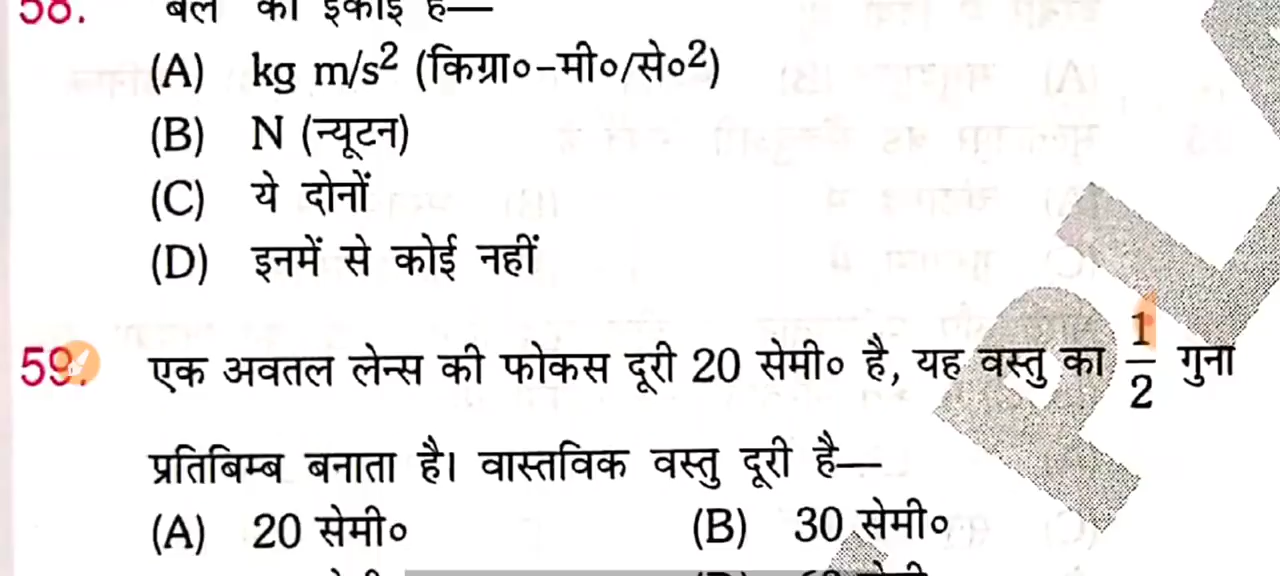 58. बल की इकाई है—
(A) kg m/s² (किग्रा०-मी०/से०²)
(B) N (न्यूटन)
(C) ये दोनों
(D) इनमें से कोई नहीं
59. एक अवतल लेन्स की फोकस दूरी 20 सेमी० है, यह वस्तु का 1/2 गुना
प्रतिबिम्ब बनाता है। वास्तविक वस्तु दूरी है—
(A) 20 सेमी० (B) 30 सेमी०